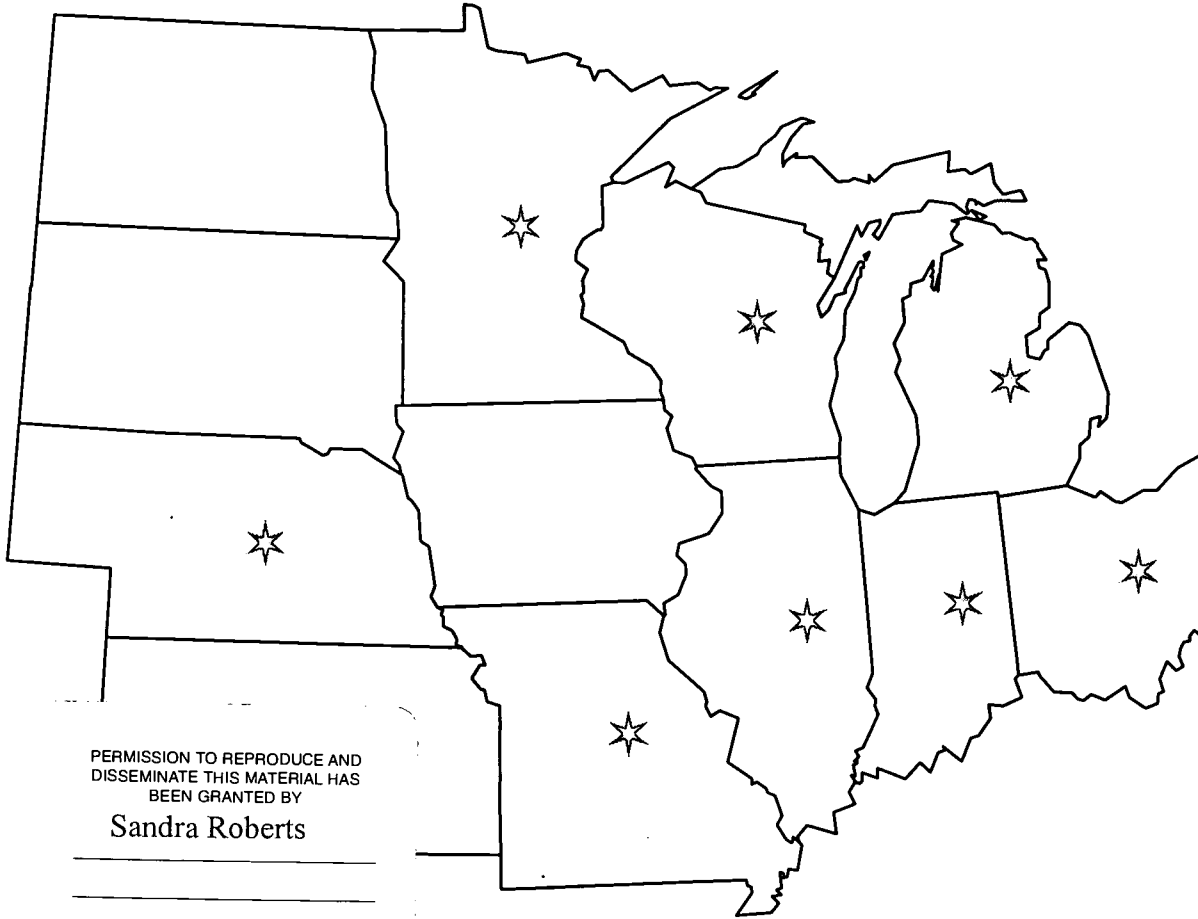 PERMISSION TO REPRODUCE AND
DISSEMINATE THIS MATERIAL HAS
BEEN GRANTED BY
Sandra Roberts